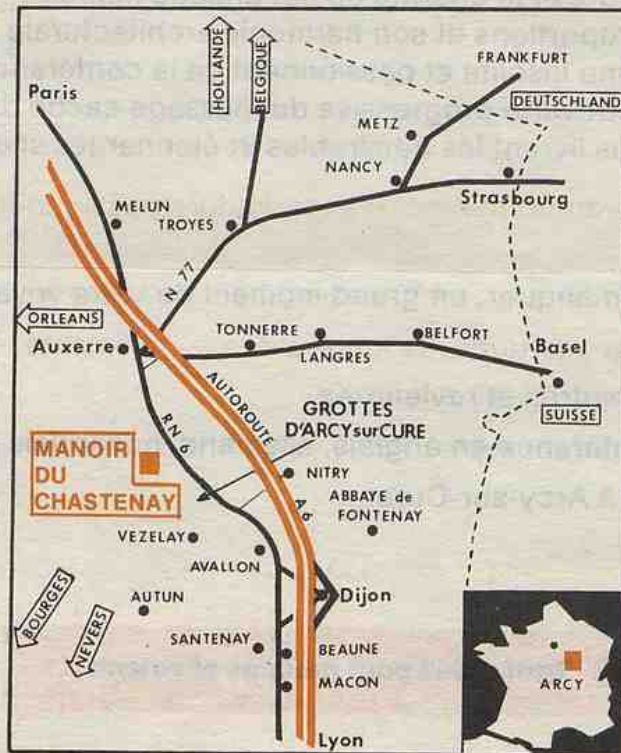 Paris
HOLLANDE
BELGIQUE
FRANKFURT
DEUTSCHLAND
METZ
NANCY
Strasbourg
MELUN
TROYES
N. 77
ORLEANS
Auxerre
TONNERRE
LANGRES
BELFORT
Basel
SUISSE
AUTOROUTE A6
RN 6
GROTTES
D'ARCY sur CURE
MANOIR
DU
CHASTENAY
NITRY
ABBAYE de
FONTENAY
VEZELAY
AVALLON
BOURGES
NEVERS
AUTUN
Dijon
SANTENAY
BEAUNE
MACON
Lyon
ARCY